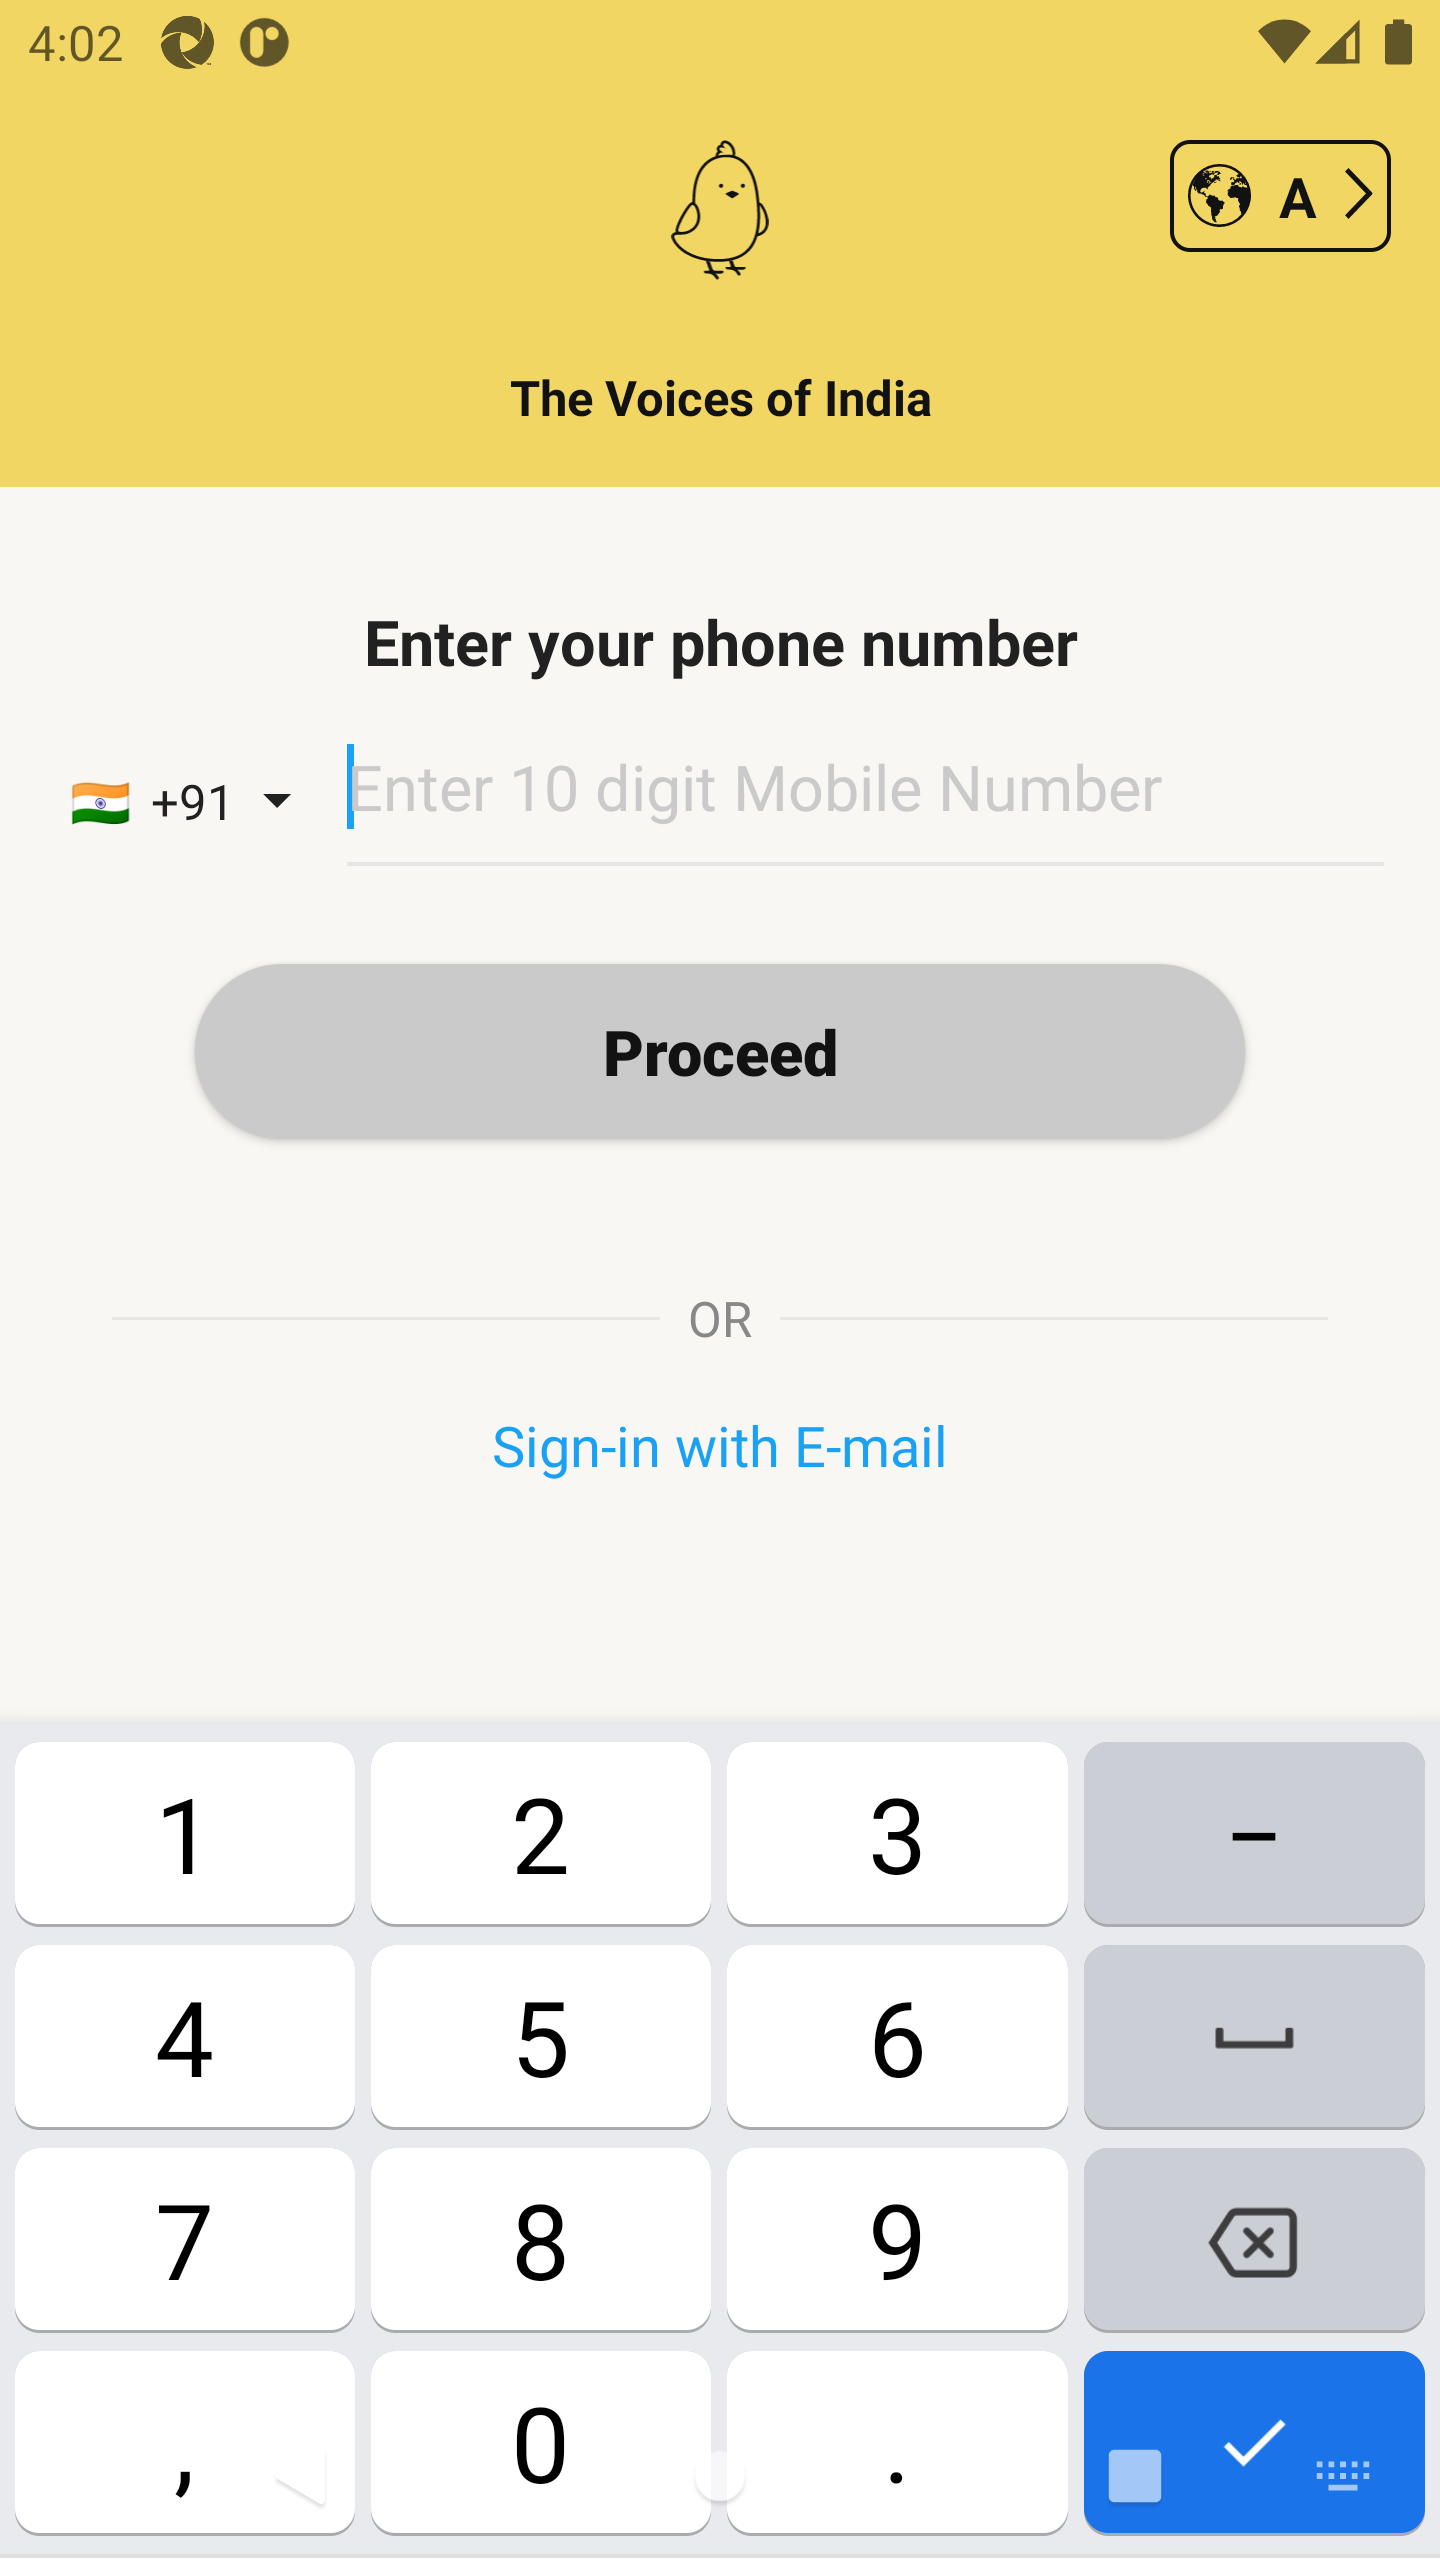 4:02
A
The Voices of India
Enter your phone number
🇮🇳 +91 Enter 10 digit Mobile Number
Proceed
OR
Sign-in with E-mail
1 2 3 –
4 5 6
7 8 9
, 0 .